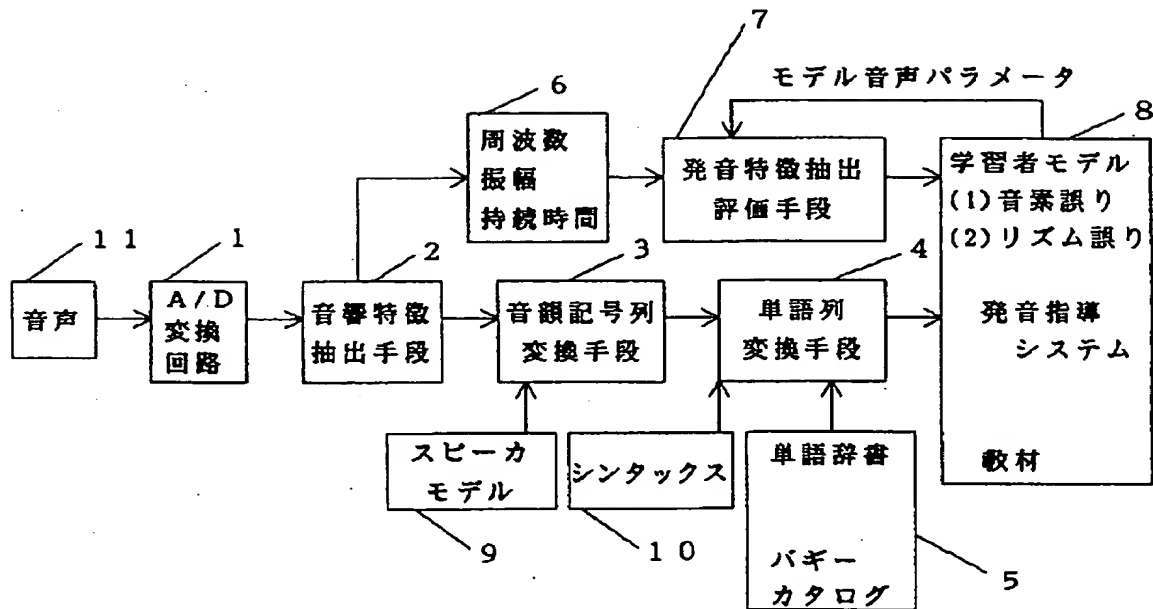 7
モデル音声パラメータ
6
8
周波数
振幅
持続時間
発音特徴抽出
評価手段
学習者モデル
(1)音素誤り
(2)リズム誤り
発音指導
システム
教材
11
音声
1
A/D
変換
回路
2
音響特徴
抽出手段
3
音韻記号列
変換手段
4
単語列
変換手段
スピーカ
モデル
9
シンタックス
10
単語辞書
バギー
カタログ
5